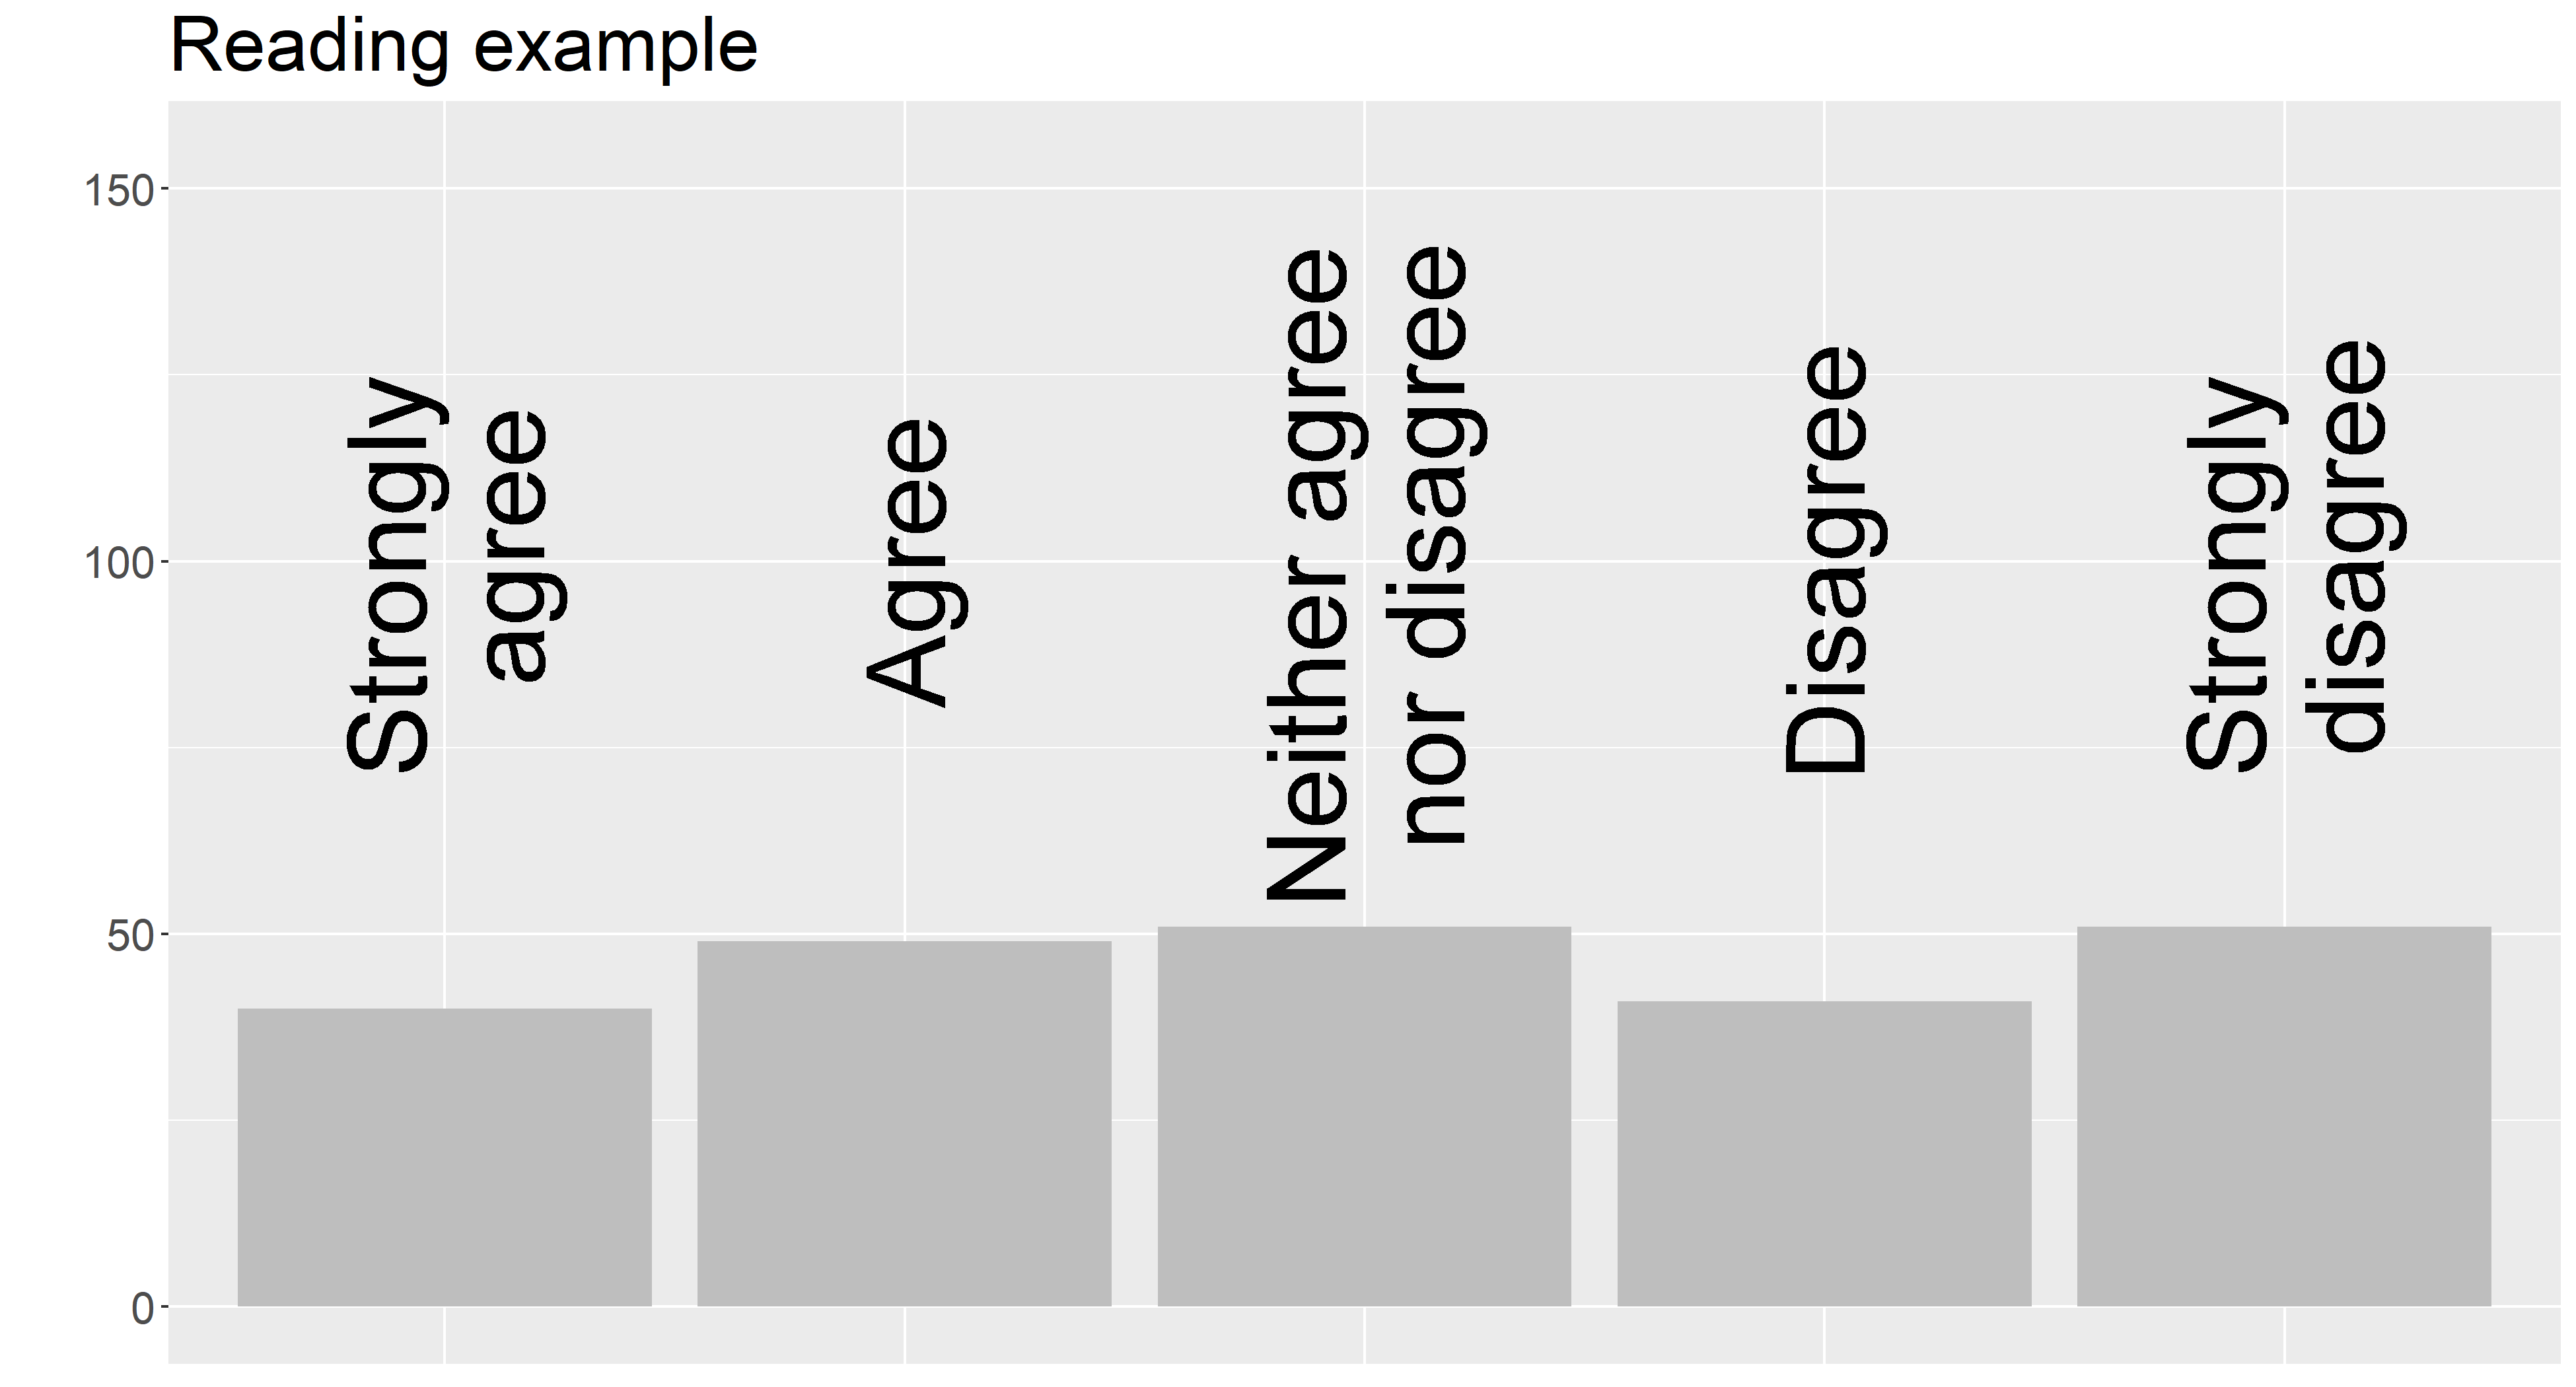 Reading example
150
100
50
0
Strongly
agree
Agree
Neither agree
nor disagree
Disagree
Strongly
disagree